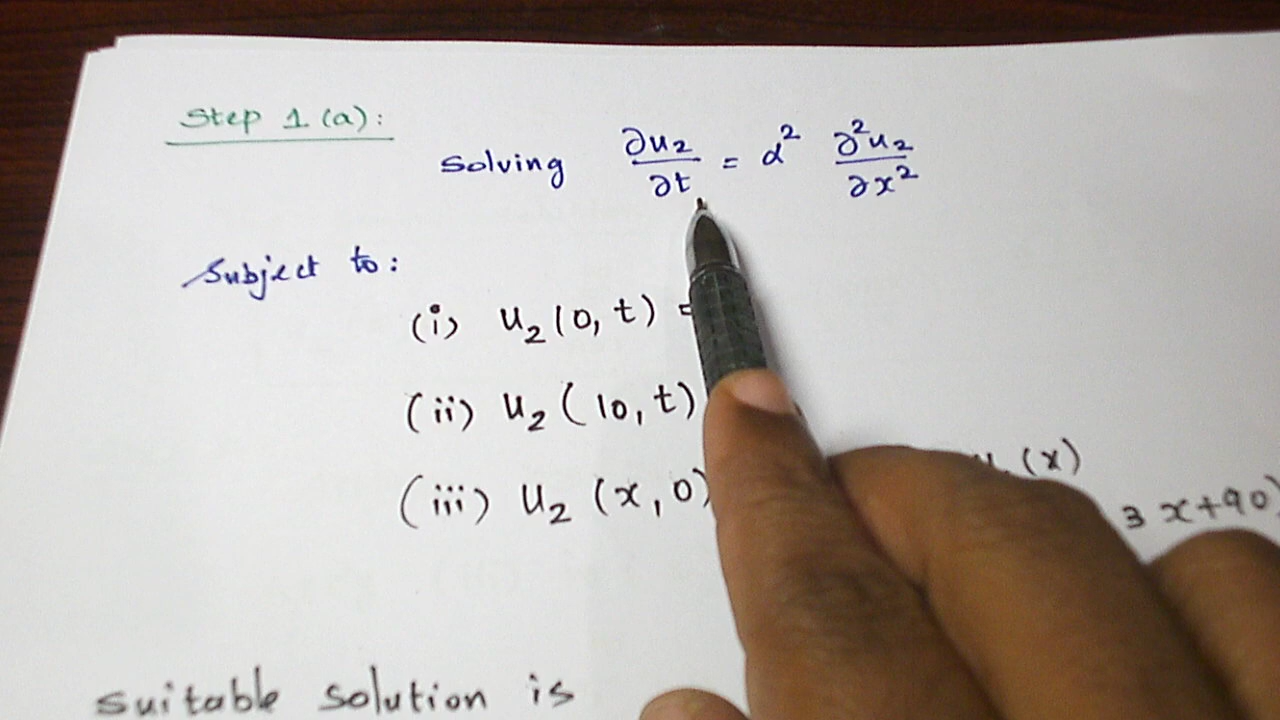 Step 1 (a):
Solving ∂u₂/∂t = α² ∂²u₂/∂x²
Subject to:
(i) u₂(0, t) =
(ii) u₂(10, t)
(iii) u₂(x, 0) (x)
3x+90)
suitable solution is